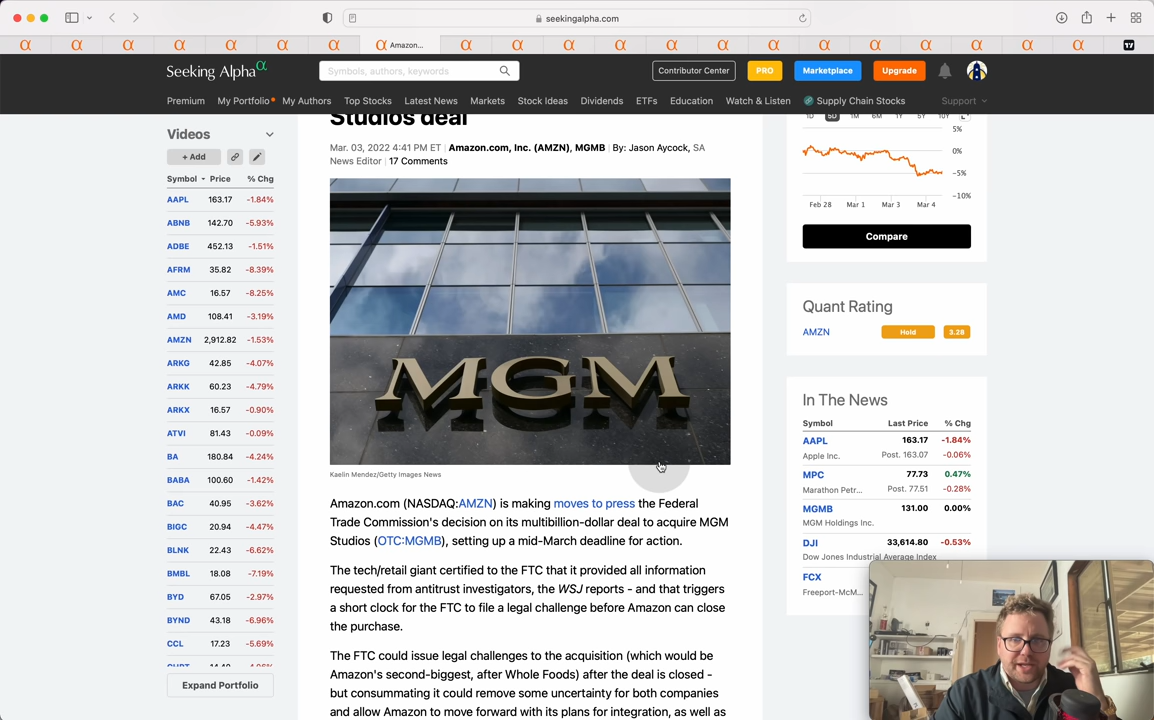 seekingalpha.com
Amazon...
Seeking Alpha α
Symbols, authors, keywords
Contributor Center
PRO
Marketplace
Upgrade
Premium
My Portfolio
My Authors
Top Stocks
Latest News
Markets
Stock Ideas
Dividends
ETFs
Education
Watch & Listen
Supply Chain Stocks
Support
Videos
+ Add
Symbol Price % Chg
AAPL 163.17 -1.84%
ABNB 142.70 -5.93%
ADBE 452.13 -1.51%
AFRM 35.82 -8.39%
AMC 16.57 -8.25%
AMD 108.41 -3.19%
AMZN 2,912.82 -1.53%
ARKG 42.85 -4.07%
ARKK 60.23 -4.79%
ARKX 16.57 -0.90%
ATVI 81.43 -0.09%
BA 180.84 -4.24%
BABA 100.60 -1.42%
BAC 40.95 -3.62%
BIGC 20.94 -4.47%
BLNK 22.43 -6.62%
BMBL 18.08 -7.19%
BYD 67.05 -2.97%
BYND 43.18 -6.96%
CCL 17.23 -5.69%
Expand Portfolio
Studios deal
Mar. 03, 2022 4:41 PM ET | Amazon.com, Inc. (AMZN), MGMB | By: Jason Aycock, SA
News Editor | 17 Comments
MGM
Kaelin Mendez/Getty Images News
Amazon.com (NASDAQ:AMZN) is making moves to press the Federal
Trade Commission's decision on its multibillion-dollar deal to acquire MGM
Studios (OTC:MGMB), setting up a mid-March deadline for action.
The tech/retail giant certified to the FTC that it provided all information
requested from antitrust investigators, the WSJ reports - and that triggers
a short clock for the FTC to file a legal challenge before Amazon can close
the purchase.
The FTC could issue legal challenges to the acquisition (which would be
Amazon's second-biggest, after Whole Foods) after the deal is closed -
but consummating it could remove some uncertainty for both companies
and allow Amazon to move forward with its plans for integration, as well as
1D 5D 1M 6M 1Y 5Y 10Y
5%
0%
-5%
-10%
Feb 28 Mar 1 Mar 3 Mar 4
Compare
Quant Rating
AMZN Hold 3.28
In The News
Symbol Last Price % Chg
AAPL 163.17 -1.84%
Apple Inc. Post. 163.07 -0.06%
MPC 77.73 0.47%
Marathon Petr... Post. 77.51 -0.28%
MGMB 131.00 0.00%
MGM Holdings Inc.
DJI 33,614.80 -0.53%
Dow Jones Industrial Average Index
FCX
Freeport-McM...